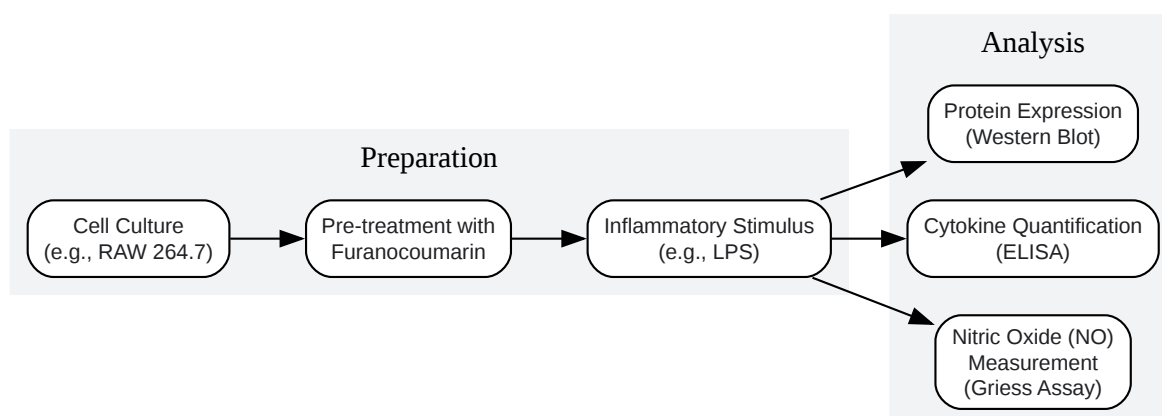 Preparation
Cell Culture
(e.g., RAW 264.7)
Pre-treatment with
Furanocoumarin
Inflammatory Stimulus
(e.g., LPS)
Analysis
Protein Expression
(Western Blot)
Cytokine Quantification
(ELISA)
Nitric Oxide (NO)
Measurement
(Griess Assay)